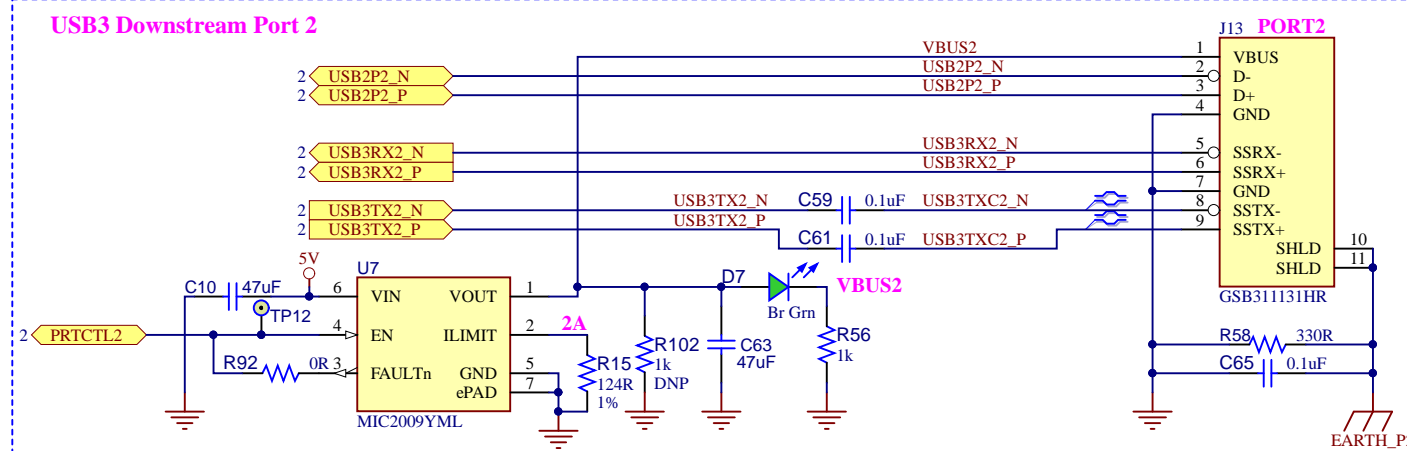 USB3 Downstream Port 2
J13 PORT2
VBUS2 1 VBUS
2 USB2P2_N USB2P2_N 2 D-
2 USB2P2_P USB2P2_P 3 D+
4 GND
2 USB3RX2_N USB3RX2_N 5 SSRX-
2 USB3RX2_P USB3RX2_P 6 SSRX+
7 GND
2 USB3TX2_N USB3TX2_N C59 0.1uF USB3TXC2_N 8 SSTX-
2 USB3TX2_P USB3TX2_P C61 0.1uF USB3TXC2_P 9 SSTX+
SHLD 10
SHLD 11
GSB311131HR
5V
U7
C10 47uF
TP12
6 VIN VOUT 1
4 EN ILIMIT 2
3 FAULTn GND 5
ePAD 7
MIC2009YML
2 PRTCTL2
R92 0R
2A
R15
124R
1%
R102
1k
DNP
C63
47uF
D7
Br Grn
VBUS2
R56
1k
R58 330R
C65 0.1uF